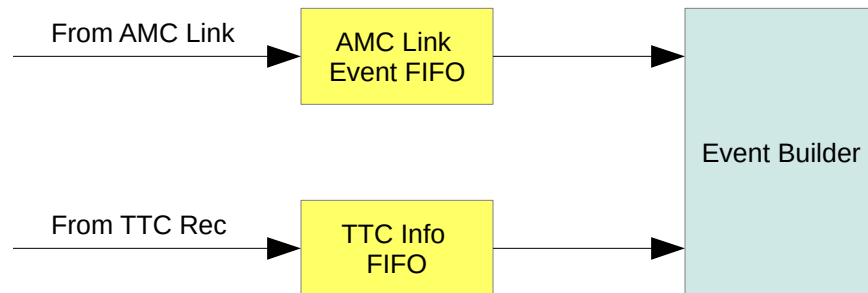 From AMC Link
AMC Link
Event FIFO
Event Builder
From TTC Rec
TTC Info
FIFO